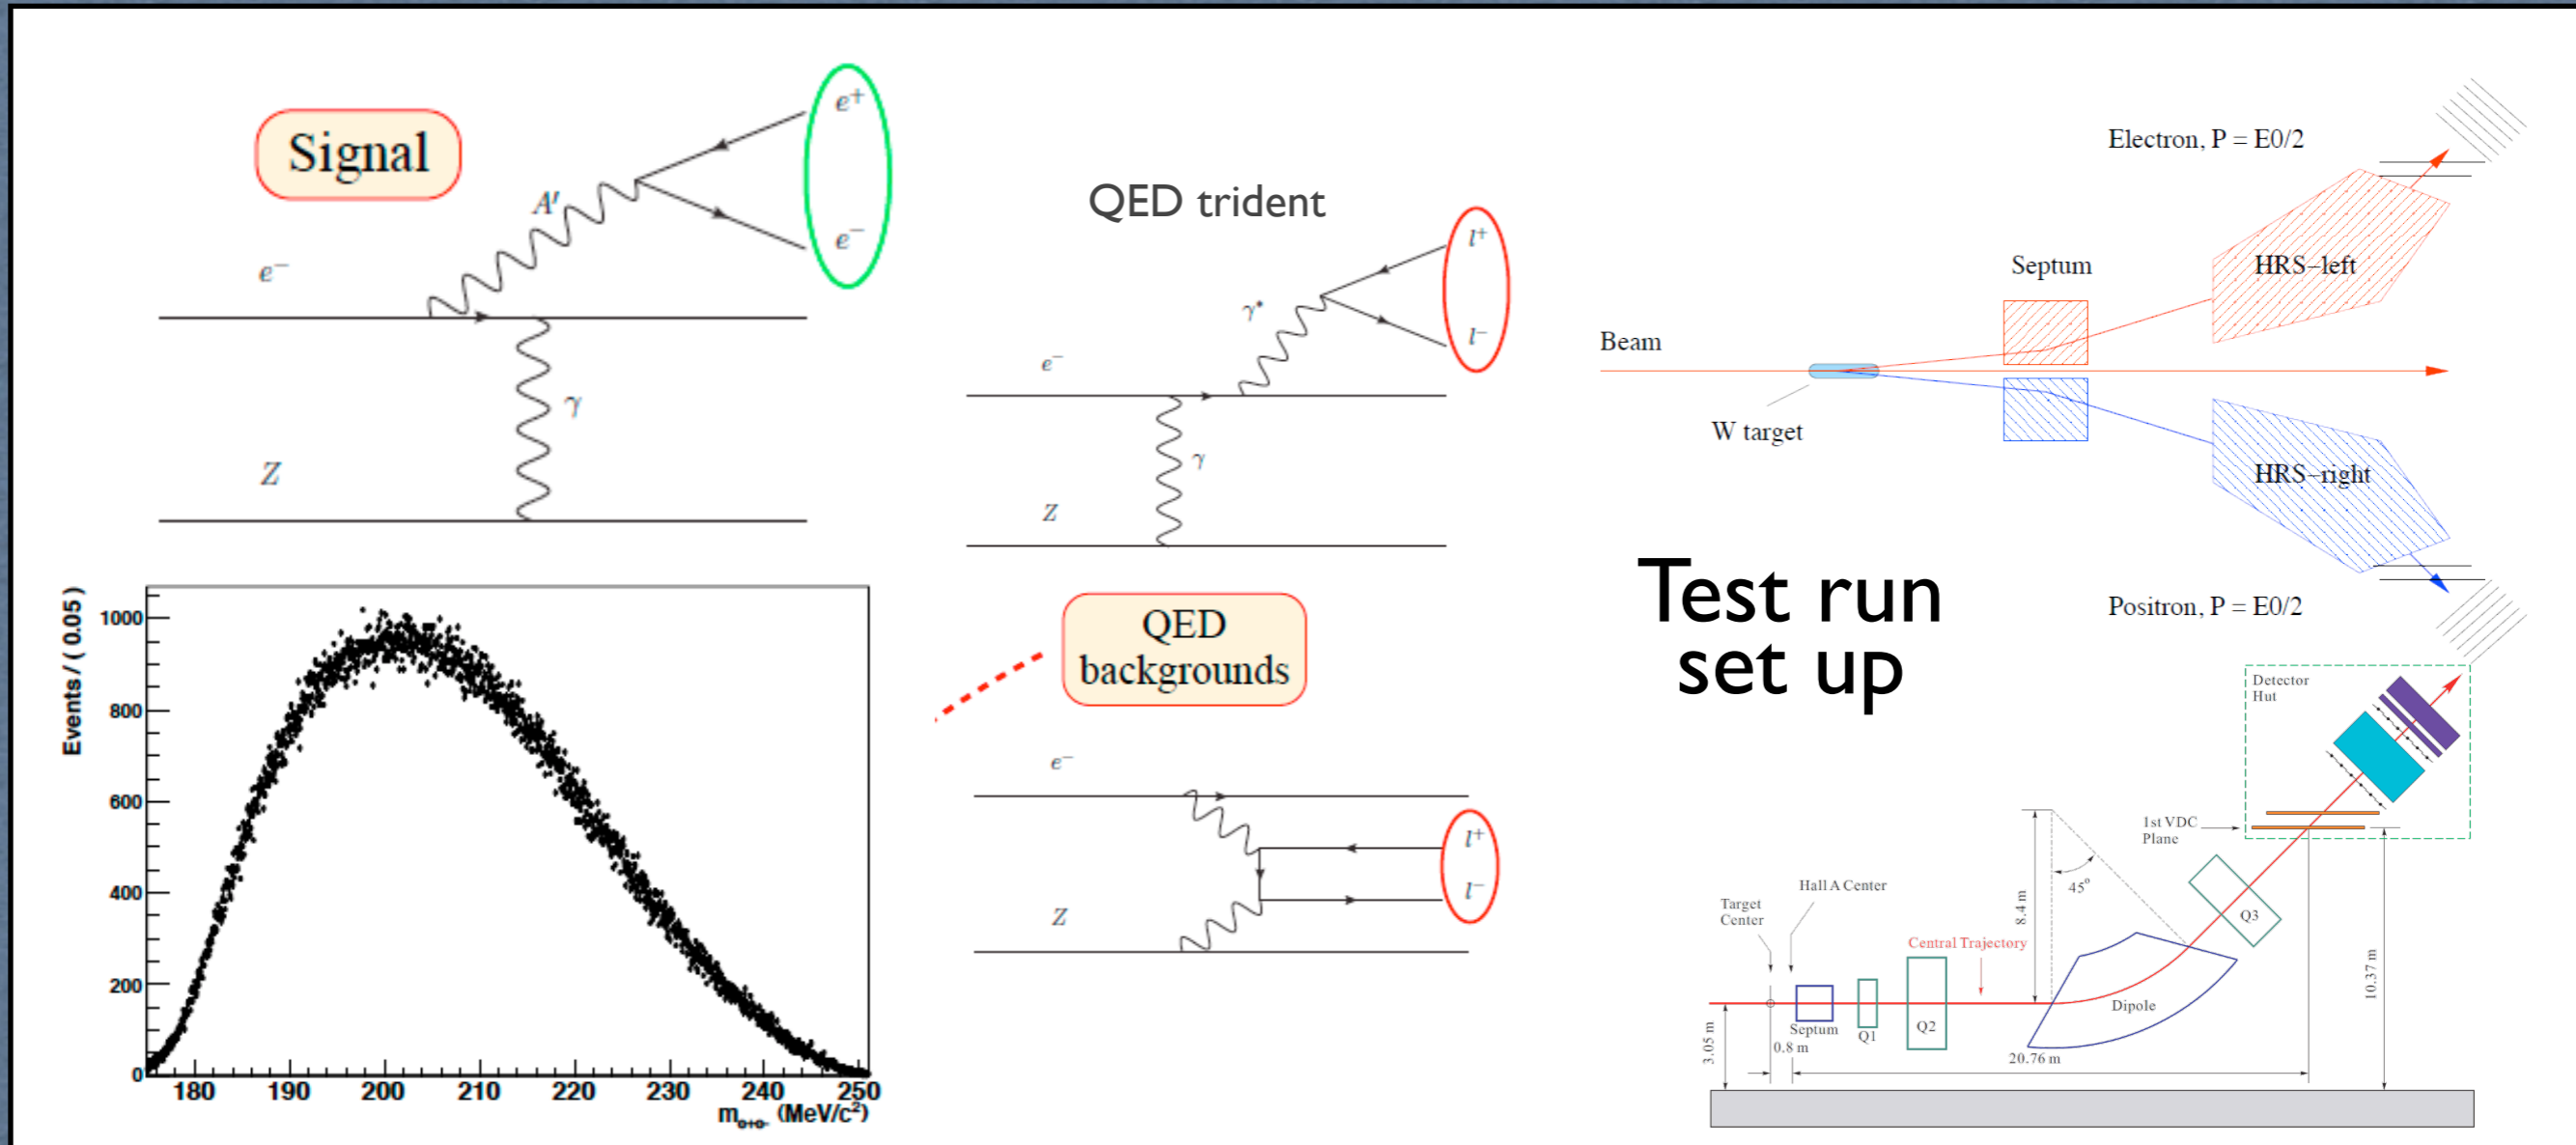 Signal
A′
e⁺
e⁻
e⁻
γ
Z
QED trident
γ*
l⁺
l⁻
e⁻
γ
Z
Electron, P = E0/2
HRS–left
Septum
Beam
W target
HRS–right
Positron, P = E0/2
Test run
set up
Events / ( 0.05 )
1000
800
600
400
200
0
180
190
200
210
220
230
240
250
(MeV/c²)
QED
backgrounds
e⁻
l⁺
l⁻
Z
Detector
Hut
1st VDC
Plane
45°
8.4 m
Q3
Hall A Center
Target
Center
Central Trajectory
10.37 m
Dipole
Septum
Q1
Q2
3.05 m
0.8 m
20.76 m